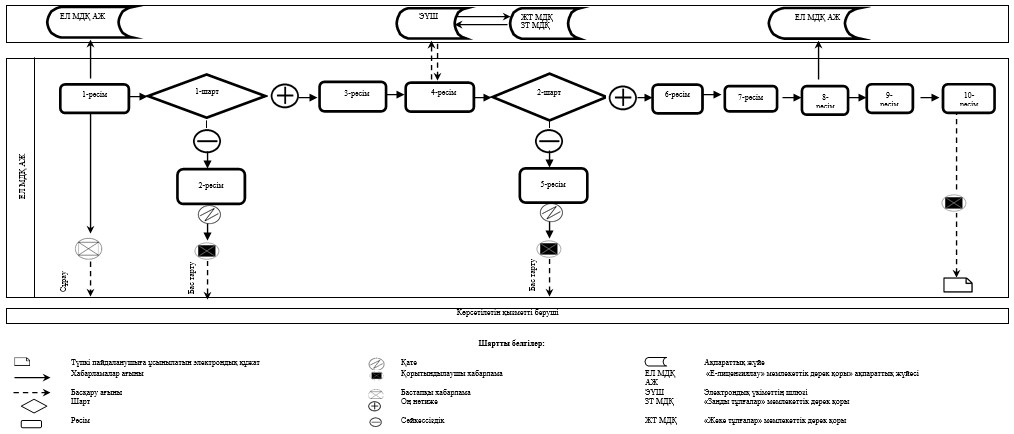 ЕЛ МДҚ АЖ
ЭҮШ
ЖТ МДҚ
ЗТ МДҚ
ЕЛ МДҚ АЖ
ЕЛ МДҚ АЖ
1-рәсім
1-шарт
3-рәсім
4-рәсім
2-шарт
6-рәсім
7-рәсім
8-
рәсім
9-
рәсім
10-
рәсім
2-рәсім
5-рәсім
Сұрау
Бас тарту
Бас тарту
Көрсетілетін қызметті беруші
Шартты белгілер:
Түпкі пайдаланушыға ұсынылатын электрондық құжат
Қате
Ақпараттық жүйе
Хабарламалар ағыны
Қорытындылаушы хабарлама
ЕЛ МДҚ
АЖ
«Е-лицензиялау» мемлекеттік дерек қоры» ақпараттық жүйесі
Басқару ағыны
Бастапқы хабарлама
ЭҮШ
Электрондық үкіметтің шлюзі
Шарт
Оң нәтиже
ЗТ МДҚ
«Заңды тұлғалар» мемлекеттік дерек қоры
Рәсім
Сәйкессіздік
ЖТ МДҚ
«Жеке тұлғалар» мемлекеттік дерек қоры